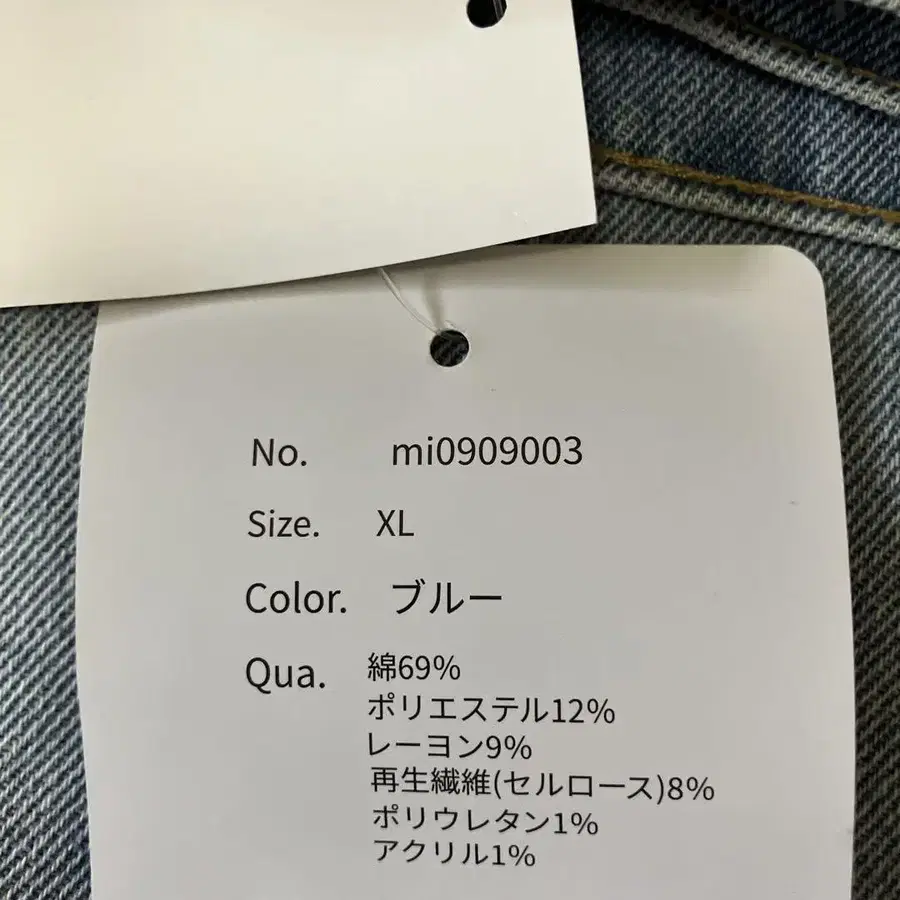 No. mi0909003
Size. XL
Color. ブルー
Qua. 綿69%
ポリエステル12%
レーヨン9%
再生繊維(セルロース)8%
ポリウレタン1%
アクリル1%